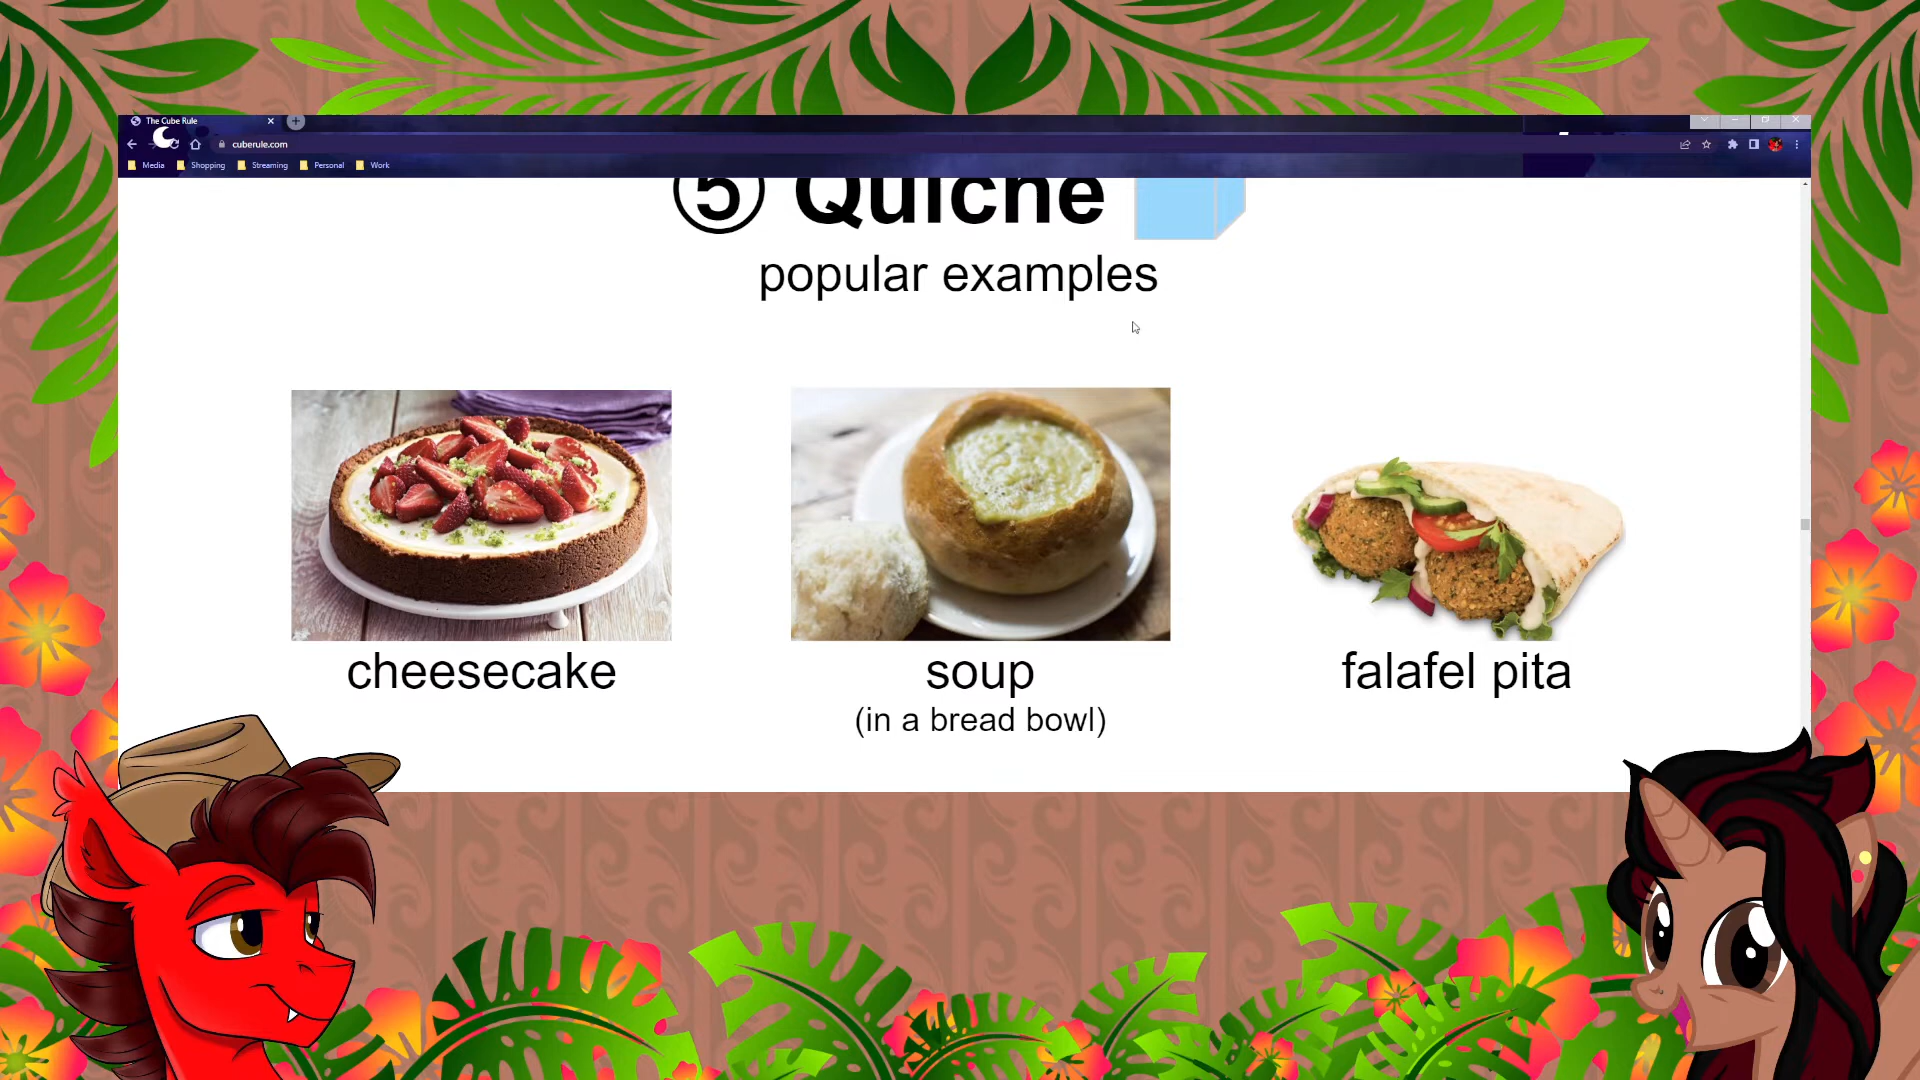 The Cube Rule
cuberule.com
Media Shopping Streaming Personal Work
⑤ Quiche
popular examples
cheesecake
soup
(in a bread bowl)
falafel pita